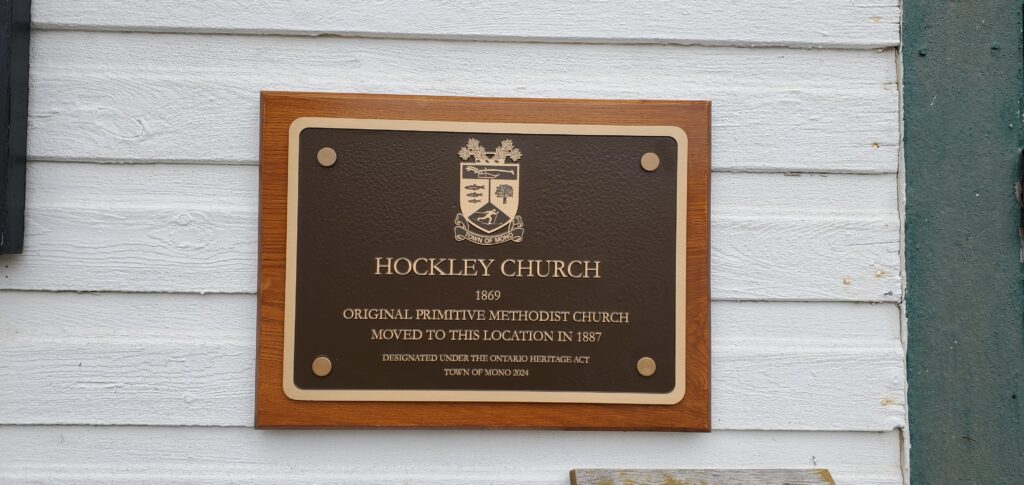 TOWN OF MONO
HOCKLEY CHURCH
1869
ORIGINAL PRIMITIVE METHODIST CHURCH
MOVED TO THIS LOCATION IN 1887
DESIGNATED UNDER THE ONTARIO HERITAGE ACT
TOWN OF MONO 2024